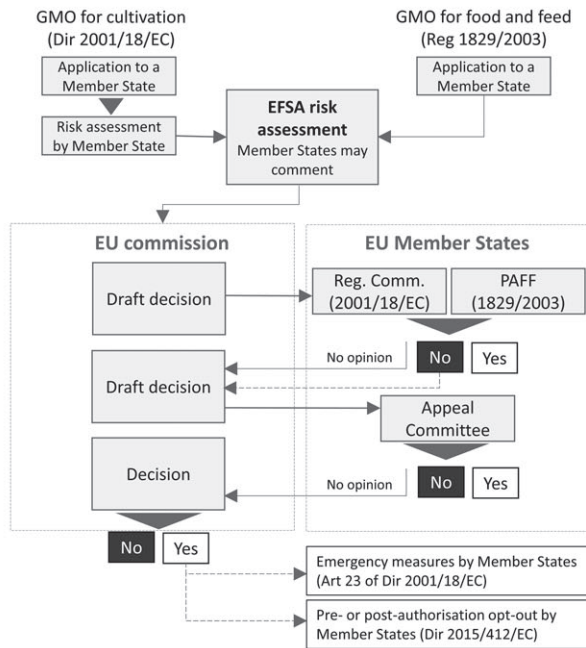 GMO for cultivation
(Dir 2001/18/EC)
GMO for food and feed
(Reg 1829/2003)
Application to a
Member State
Application to a
Member State
Risk assessment
by Member State
EFSA risk
assessment
Member States may
comment
EU commission
EU Member States
Draft decision
Reg. Comm.
(2001/18/EC)
PAFF
(1829/2003)
No opinion
No
Yes
Draft decision
Appeal
Committee
Decision
No opinion
No
Yes
No
Yes
Emergency measures by Member States
(Art 23 of Dir 2001/18/EC)
Pre- or post-authorisation opt-out by
Member States (Dir 2015/412/EC)